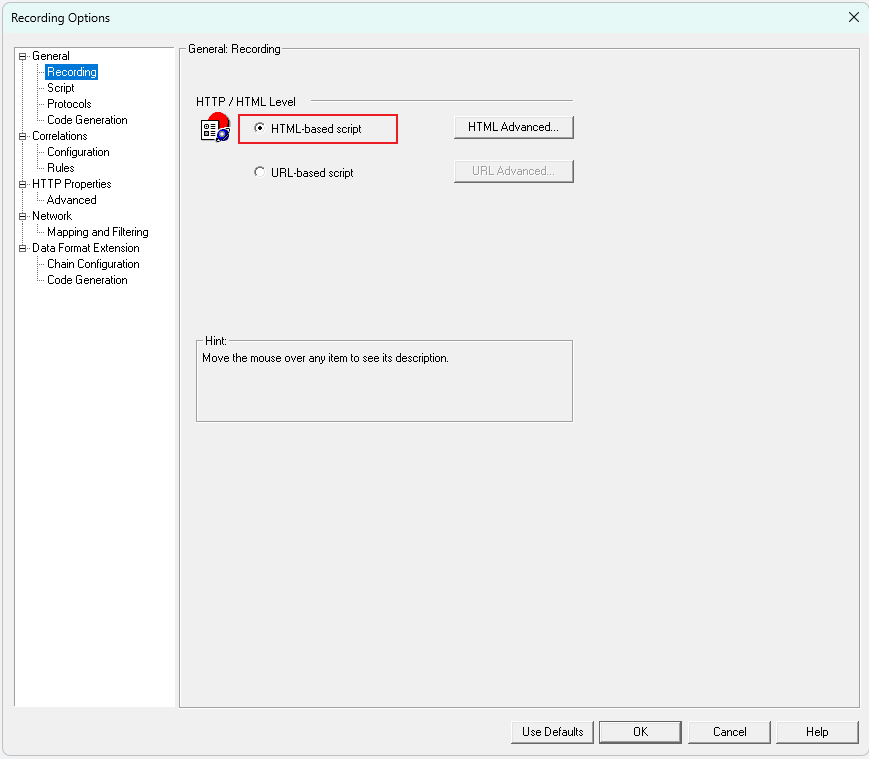 Recording Options
General
Recording
Script
Protocols
Code Generation
Correlations
Configuration
Rules
HTTP Properties
Advanced
Network
Mapping and Filtering
Data Format Extension
Chain Configuration
Code Generation
General: Recording
HTTP / HTML Level
HTML-based script
HTML Advanced...
URL-based script
URL Advanced...
Hint:
Move the mouse over any item to see its description.
Use Defaults
OK
Cancel
Help